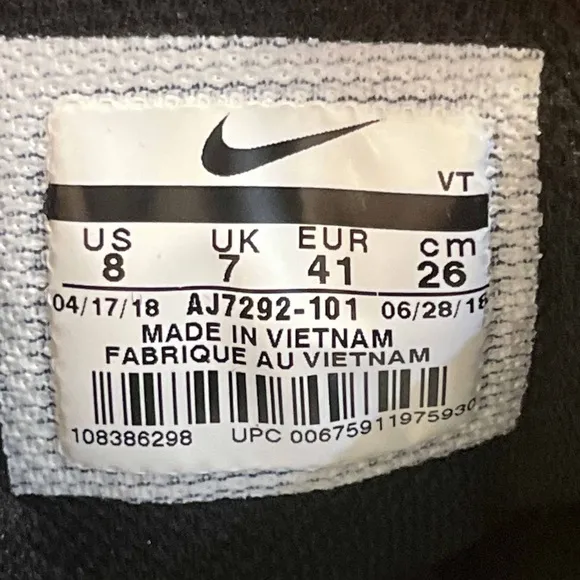 VT
US UK EUR cm
8 7 41 26
04/17/18 AJ7292-101 06/28/18
MADE IN VIETNAM
FABRIQUE AU VIETNAM
108386298 UPC 00675911975930